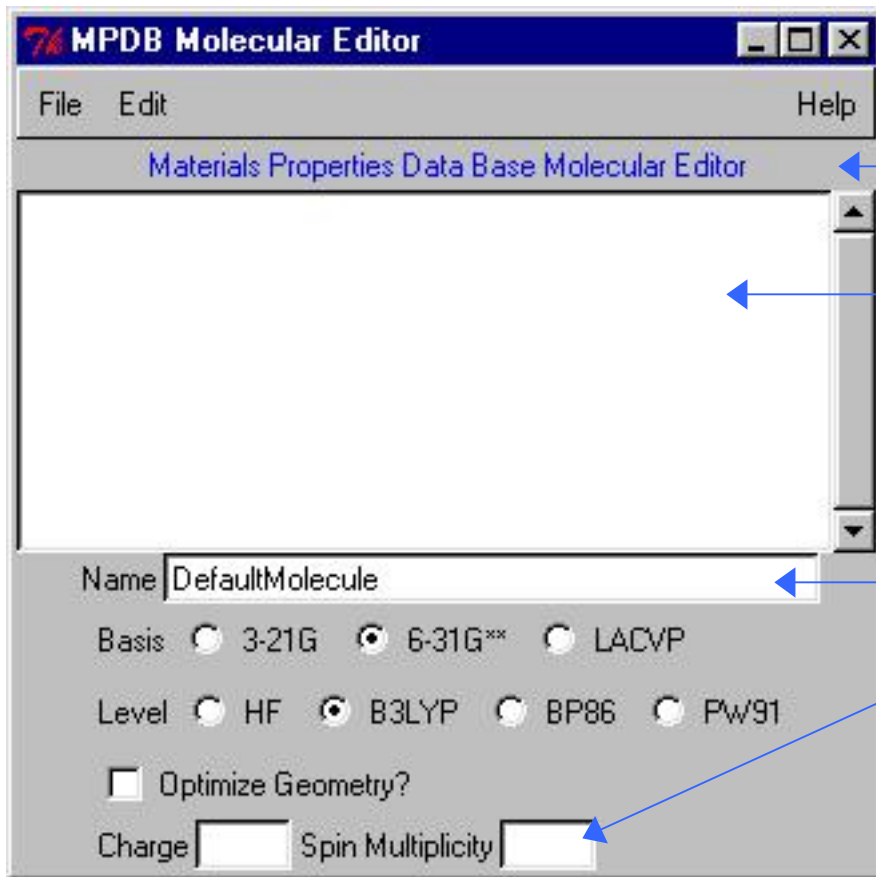 MPDB Molecular Editor
File Edit Help
Materials Properties Data Base Molecular Editor
Name DefaultMolecule
Basis 3-21G 6-31G** LACVP
Level HF B3LYP BP86 PW91
Optimize Geometry?
Charge Spin Multiplicity